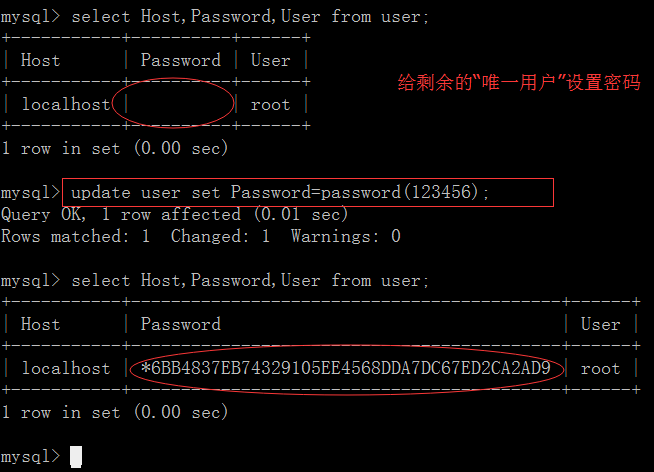 mysql> select Host,Password,User from user;
+-----------+----------+------+
| Host      | Password | User |
+-----------+----------+------+
| localhost |          | root |
+-----------+----------+------+
给剩余的“唯一用户”设置密码
1 row in set (0.00 sec)
mysql> update user set Password=password(123456);
Query OK, 1 row affected (0.01 sec)
Rows matched: 1  Changed: 1  Warnings: 0
mysql> select Host,Password,User from user;
+-----------+-------------------------------------------+------+
| Host      | Password                                  | User |
+-----------+-------------------------------------------+------+
| localhost | *6BB4837EB74329105EE4568DDA7DC67ED2CA2AD9 | root |
+-----------+-------------------------------------------+------+
1 row in set (0.00 sec)
mysql>